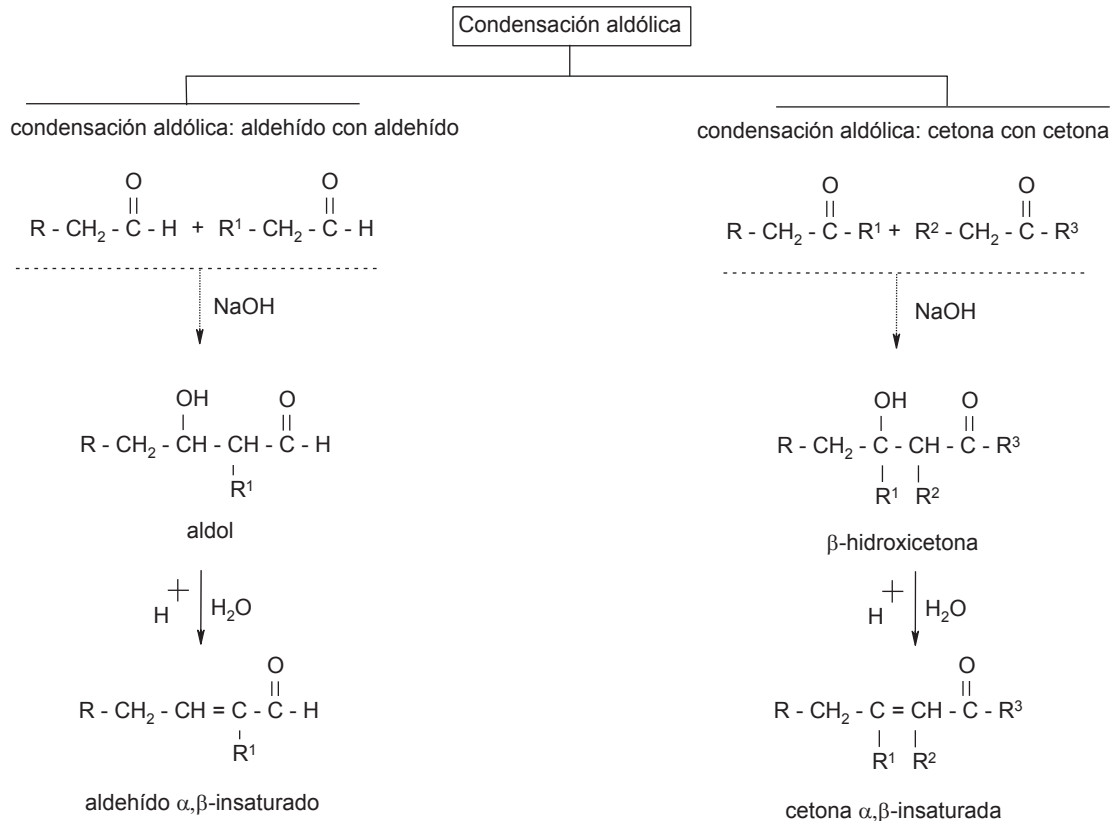 Condensación aldólica
condensación aldólica: aldehído con aldehído
O
O
R - CH₂ - C - H + R¹ - CH₂ - C - H
NaOH
OH
O
R - CH₂ - CH - CH - C - H
R¹
aldol
H + H₂O
O
R - CH₂ - CH = C - C - H
R¹
aldehído α,β-insaturado
condensación aldólica: cetona con cetona
O
O
R - CH₂ - C - R¹ + R² - CH₂ - C - R³
NaOH
OH
O
R - CH₂ - C - CH - C - R³
R¹ R²
β-hidroxicetona
H + H₂O
O
R - CH₂ - C = CH - C - R³
R¹ R²
cetona α,β-insaturada